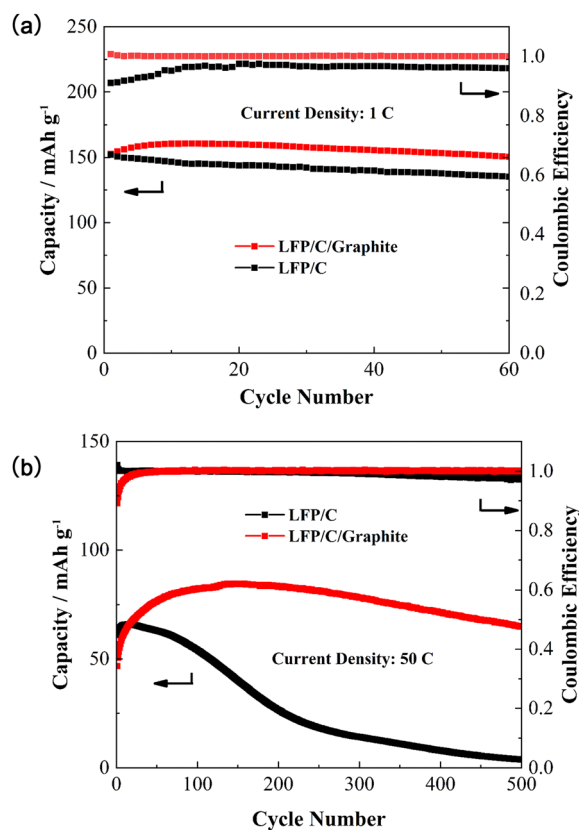 (a)
250
200
150
100
50
0
1.0
0.8
0.6
0.4
0.2
0.0
Capacity / mAh g⁻¹
Coulombic Efficiency
Current Density: 1 C
LFP/C/Graphite
LFP/C
0 20 40 60
Cycle Number
(b)
150
100
50
0
1.0
0.8
0.6
0.4
0.2
0.0
Capacity / mAh g⁻¹
Coulombic Efficiency
LFP/C
LFP/C/Graphite
Current Density: 50 C
0 100 200 300 400 500
Cycle Number